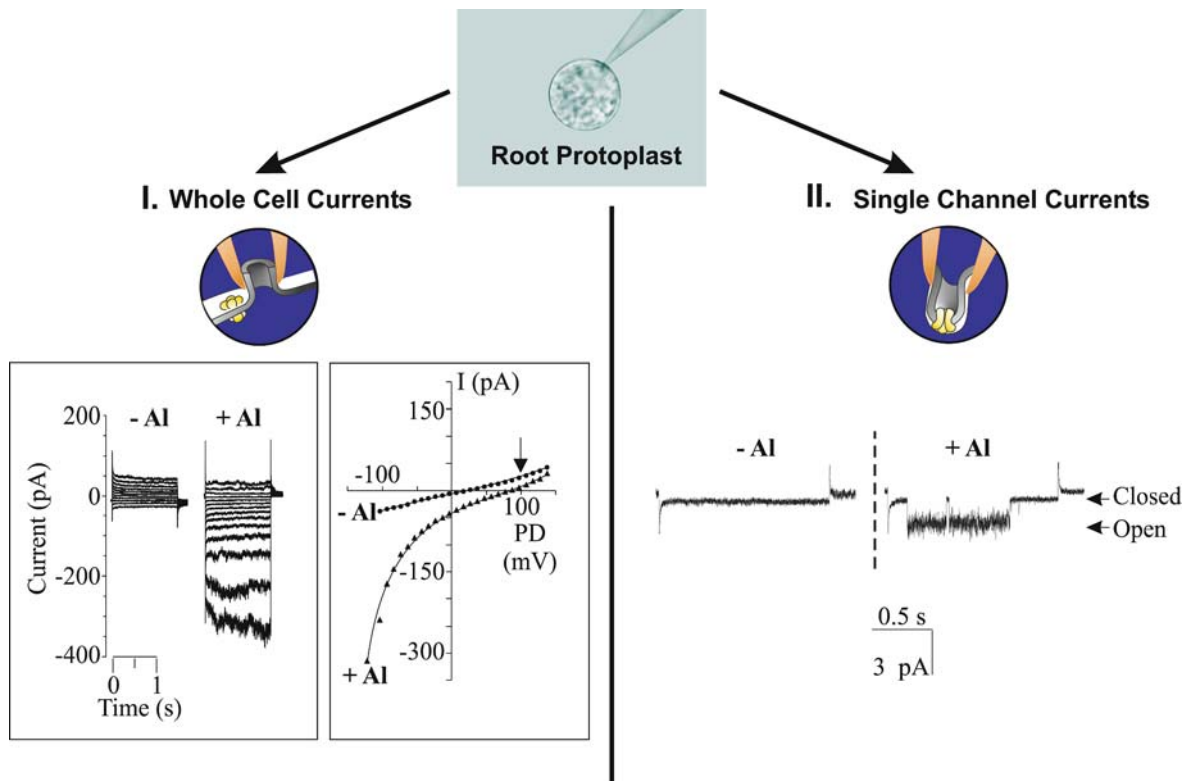 Root Protoplast
I. Whole Cell Currents
II. Single Channel Currents
- Al + Al
200
0
-200
-400
Current (pA)
0 1
Time (s)
I (pA)
150
-100
- Al
100
PD
(mV)
-150
-300
+ Al
- Al + Al
Closed
Open
0.5 s
3 pA